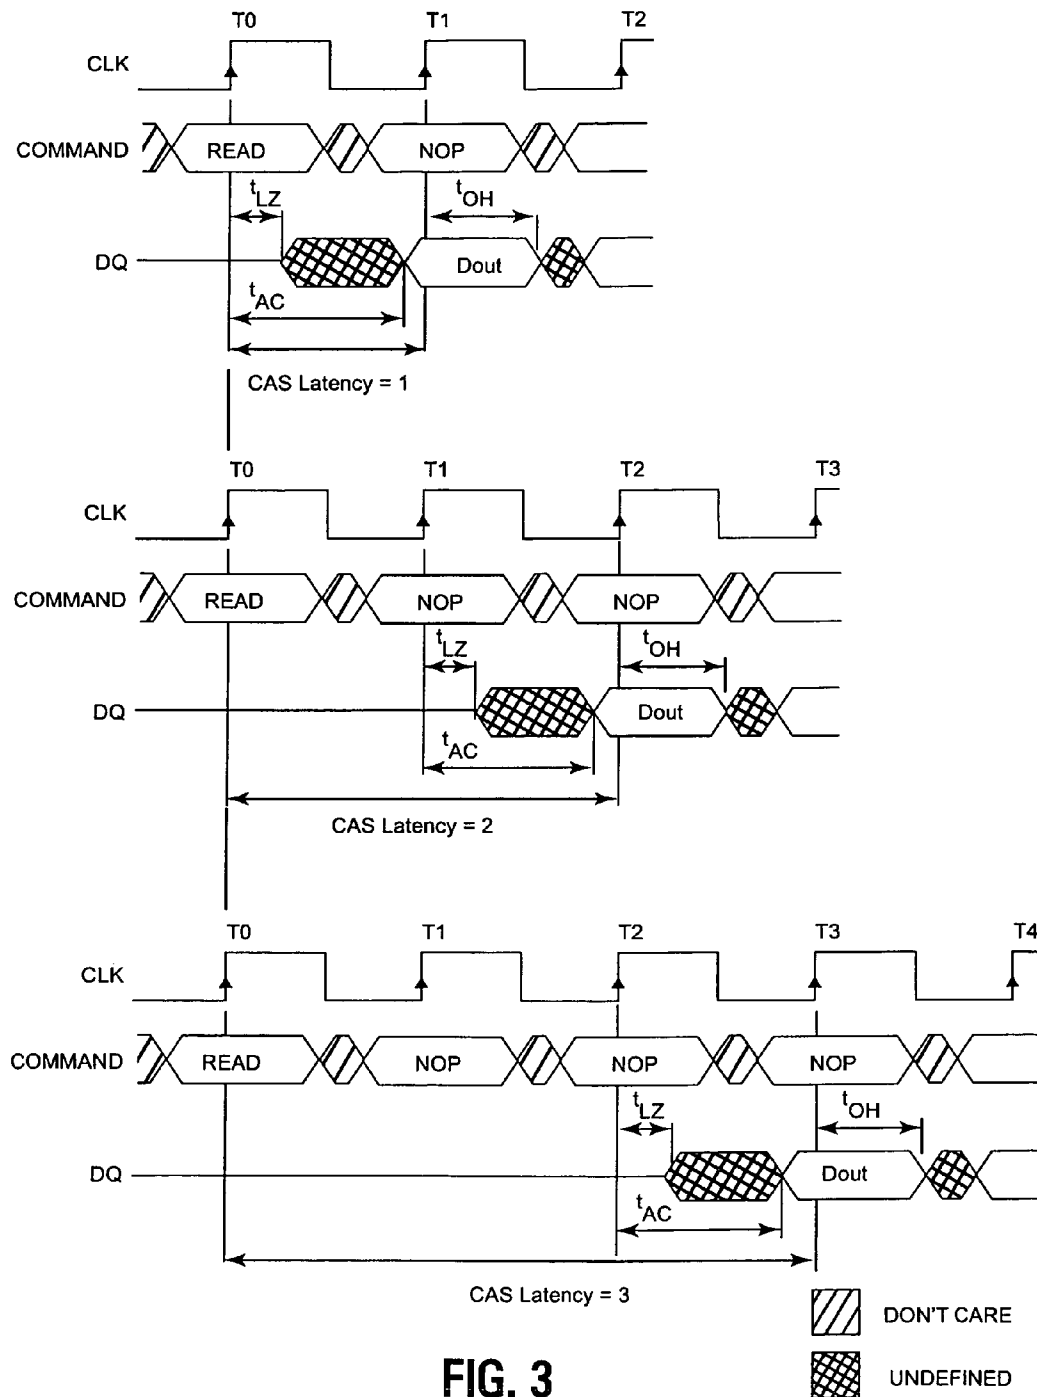 T0 T1 T2
CLK
COMMAND READ NOP
tLZ tOH
DQ Dout
tAC
CAS Latency = 1
T0 T1 T2 T3
CLK
COMMAND READ NOP NOP
tLZ tOH
DQ Dout
tAC
CAS Latency = 2
T0 T1 T2 T3 T4
CLK
COMMAND READ NOP NOP NOP
tLZ tOH
DQ Dout
tAC
CAS Latency = 3
DON'T CARE
UNDEFINED
FIG. 3